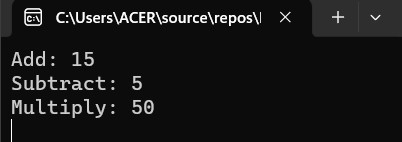 C:\Users\ACER\source\repos\
Add: 15
Subtract: 5
Multiply: 50